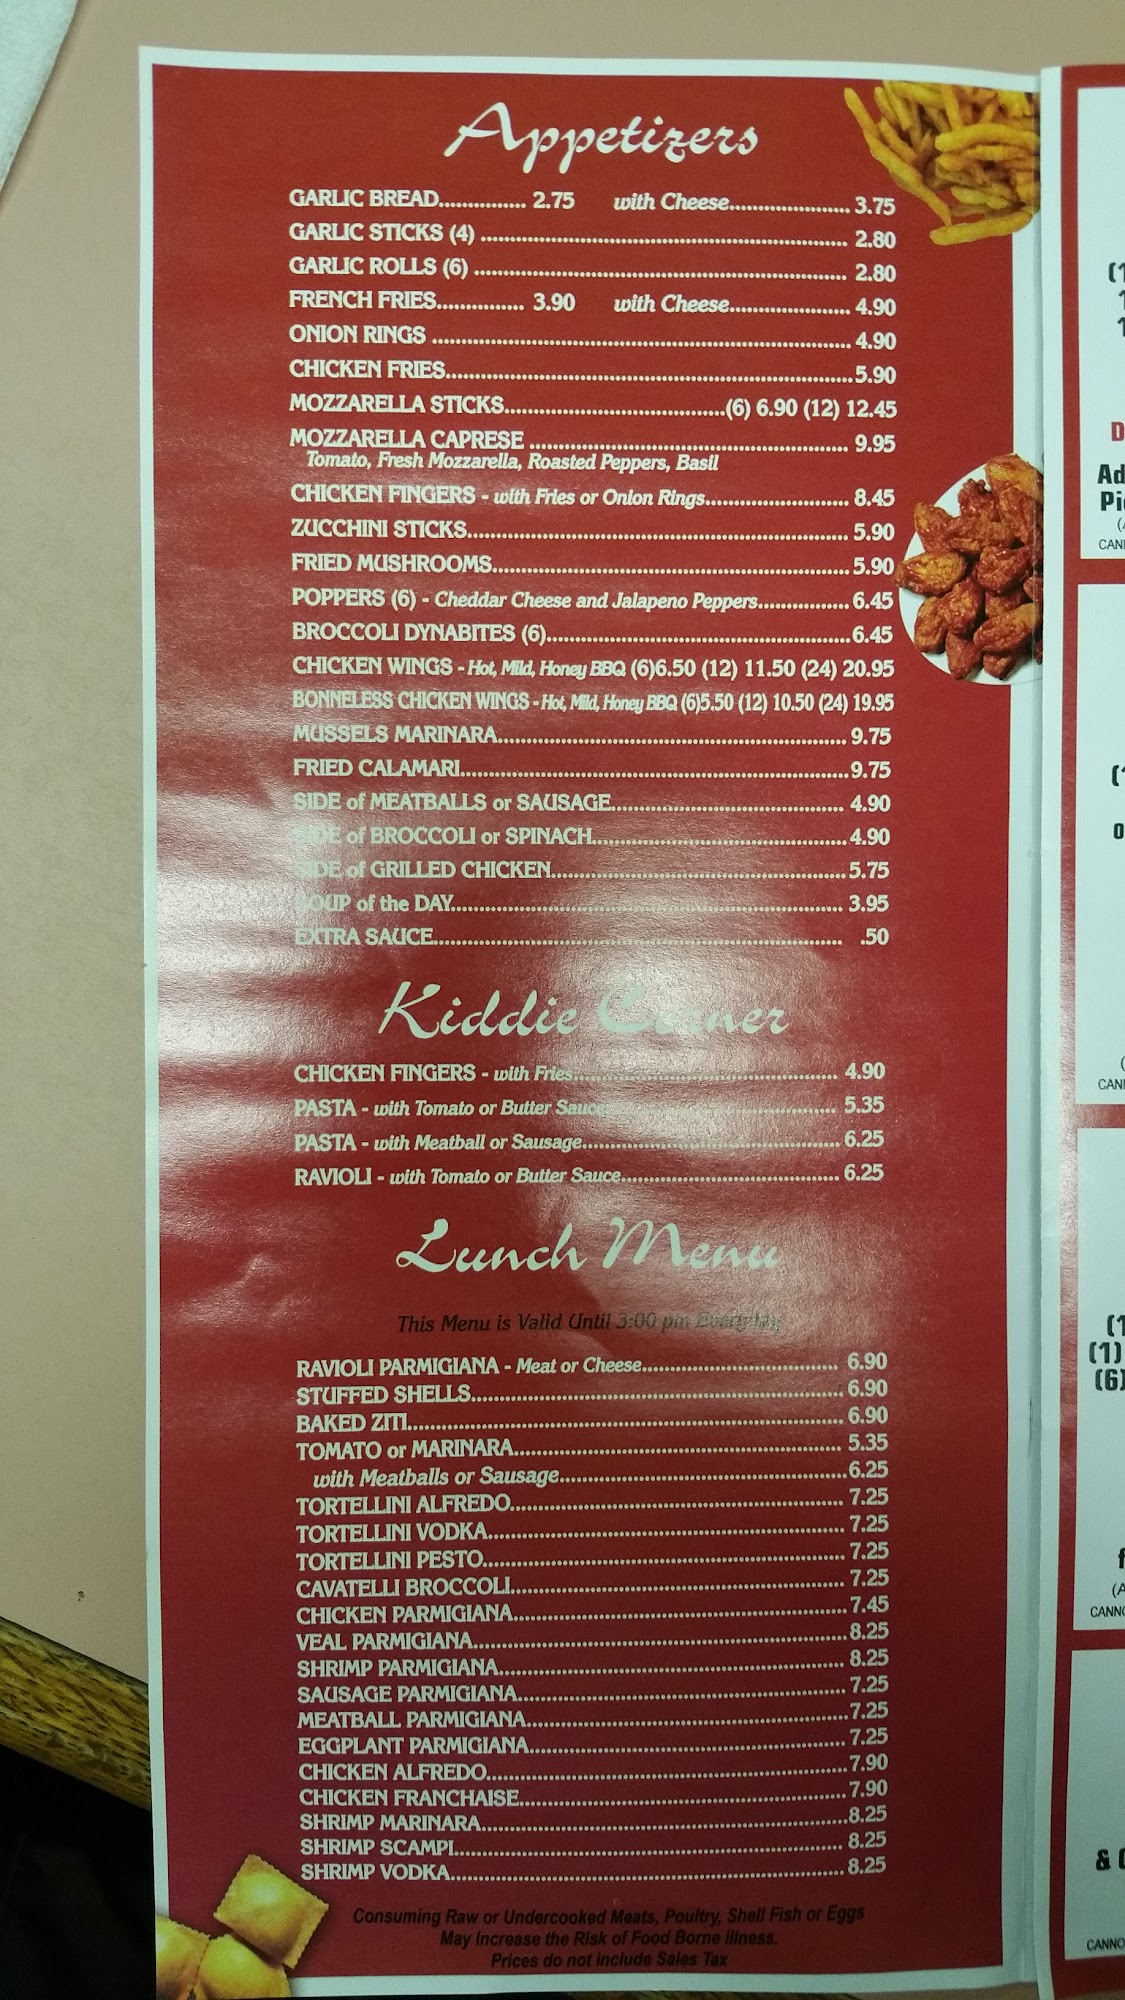 Appetizers
GARLIC BREAD............... 2.75 with Cheese..................... 3.75
GARLIC STICKS (4) ................................................................ 2.80
GARLIC ROLLS (6) ................................................................. 2.80
FRENCH FRIES............... 3.90 with Cheese..................... 4.90
ONION RINGS ......................................................................... 4.90
CHICKEN FRIES.......................................................................5.90
MOZZARELLA STICKS......................................(6) 6.90 (12) 12.45
MOZZARELLA CAPRESE ....................................................... 9.95
Tomato, Fresh Mozzarella, Roasted Peppers, Basil
CHICKEN FINGERS - with Fries or Onion Rings......................... 8.45
ZUCCHINI STICKS................................................................... 5.90
FRIED MUSHROOMS.............................................................. 5.90
POPPERS (6) - Cheddar Cheese and Jalapeno Peppers................ 6.45
BROCCOLI DYNABITES (6).....................................................6.45
CHICKEN WINGS - Hot, Mild, Honey BBQ (6)6.50 (12) 11.50 (24) 20.95
BONNELESS CHICKEN WINGS - Hot, Mild, Honey BBQ (6)5.50 (12) 10.50 (24) 19.95
MUSSELS MARINARA............................................................. 9.75
FRIED CALAMARI....................................................................9.75
SIDE of MEATBALLS or SAUSAGE......................................... 4.90
SIDE of BROCCOLI or SPINACH.............................................4.90
SIDE of GRILLED CHICKEN....................................................5.75
SOUP of the DAY..................................................................... 3.95
EXTRA SAUCE........................................................................ .50
Kiddie Corner
CHICKEN FINGERS - with Fries............................................... 4.90
PASTA - with Tomato or Butter Sauce........................................ 5.35
PASTA - with Meatball or Sausage............................................. 6.25
RAVIOLI - with Tomato or Butter Sauce...................................... 6.25
Lunch Menu
This Menu is Valid Until 3:00 pm Everyday
RAVIOLI PARMIGIANA - Meat or Cheese.................................. 6.90
STUFFED SHELLS.................................................................. 6.90
BAKED ZITI............................................................................. 6.90
TOMATO or MARINARA.......................................................... 5.35
with Meatballs or Sausage...................................................6.25
TORTELLINI ALFREDO........................................................... 7.25
TORTELLINI VODKA............................................................... 7.25
TORTELLINI PESTO................................................................ 7.25
CAVATELLI BROCCOLI........................................................... 7.25
CHICKEN PARMIGIANA...........................................................7.45
VEAL PARMIGIANA..................................................................8.25
SHRIMP PARMIGIANA............................................................. 8.25
SAUSAGE PARMIGIANA..........................................................7.25
MEATBALL PARMIGIANA.........................................................7.25
EGGPLANT PARMIGIANA........................................................7.25
CHICKEN ALFREDO................................................................7.90
CHICKEN FRANCHAISE..........................................................7.90
SHRIMP MARINARA.................................................................8.25
SHRIMP SCAMPI..................................................................... 8.25
SHRIMP VODKA.......................................................................8.25
Consuming Raw or Undercooked Meats, Poultry, Shell Fish or Eggs
May Increase the Risk of Food Borne illness.
Prices do not include Sales Tax